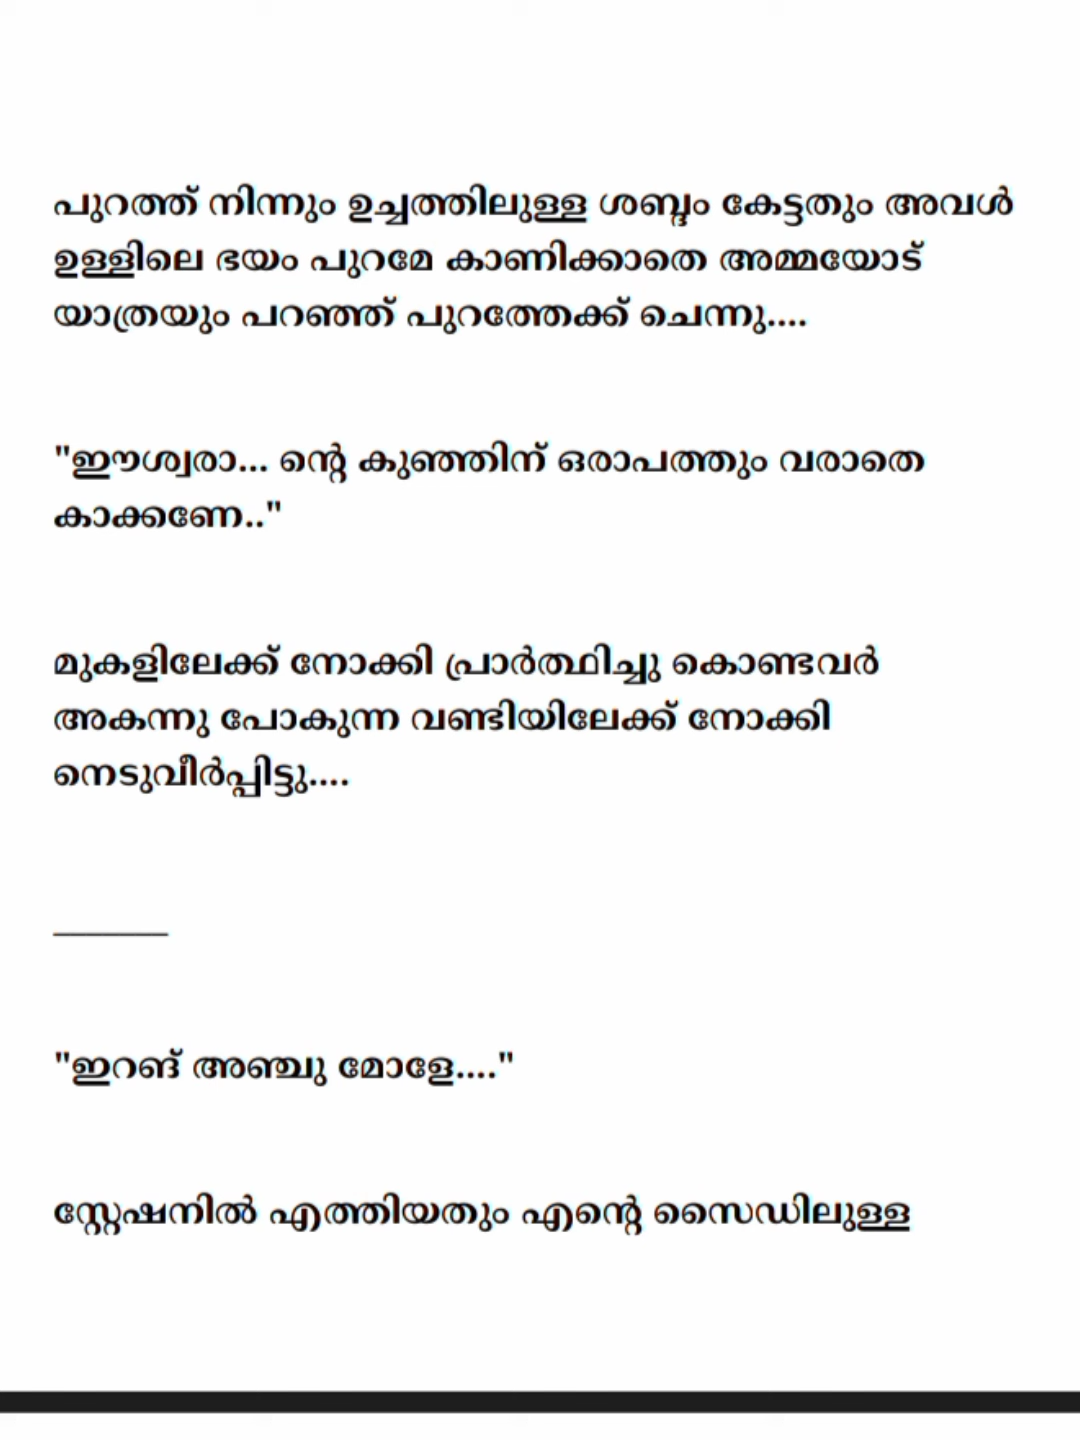 പുറത്ത് നിന്നും ഉച്ചത്തിലുള്ള ശബ്ദം കേട്ടതും അവൾ
ഉള്ളിലെ ഭയം പുറമേ കാണിക്കാതെ അമ്മയോട്
യാത്രയും പറഞ്ഞ് പുറത്തേക്ക് ചെന്നു....
"ഈശ്വരാ... ന്റെ കുഞ്ഞിന് ഒരാപത്തും വരാതെ
കാക്കണേ.."
മുകളിലേക്ക് നോക്കി പ്രാർത്ഥിച്ചു കൊണ്ടവർ
അകന്നു പോകുന്ന വണ്ടിയിലേക്ക് നോക്കി
നെടുവീർപ്പിട്ടു....
"ഇറങ് അഞ്ചു മോളേ...."
സ്റ്റേഷനിൽ എത്തിയതും എന്റെ സൈഡിലുള്ള